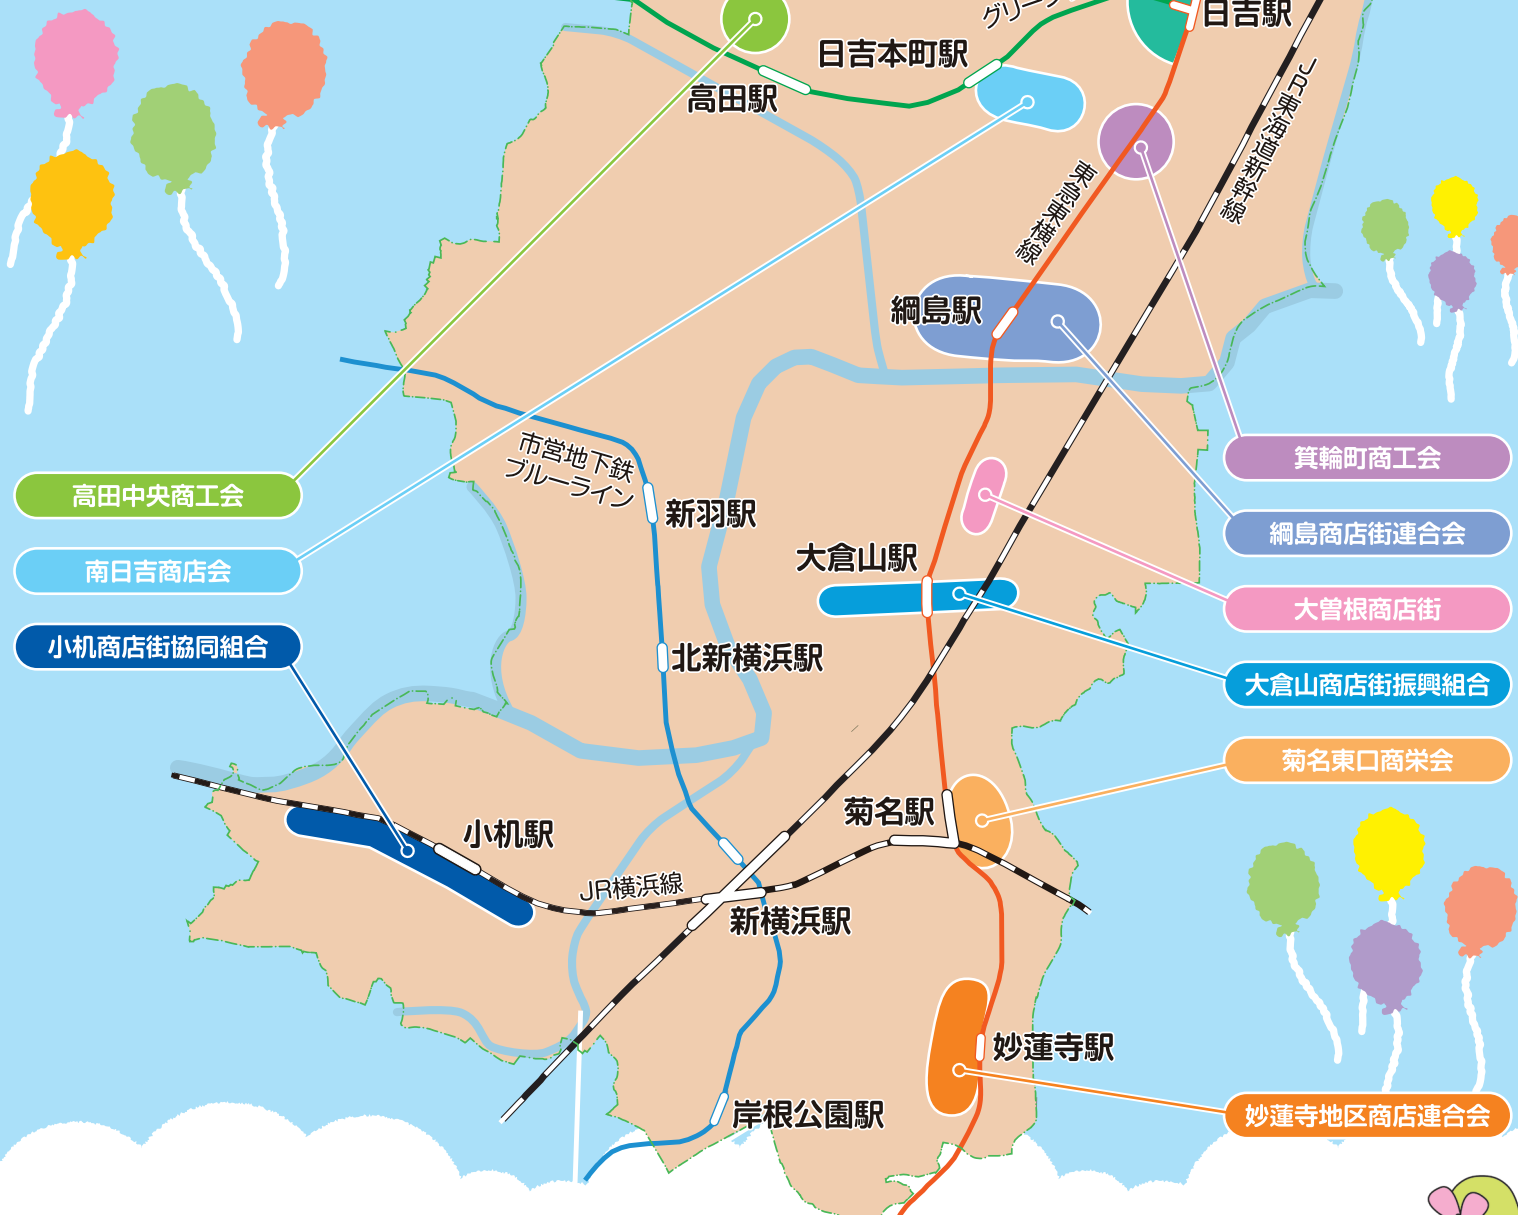 グリーン
日吉駅
日吉本町駅
高田駅
JR東海道新幹線
東急東横線
綱島駅
市営地下鉄
ブルーライン
新羽駅
大倉山駅
北新横浜駅
菊名駅
小机駅
JR横浜線
新横浜駅
妙蓮寺駅
岸根公園駅
高田中央商工会
南日吉商店会
小机商店街協同組合
箕輪町商工会
綱島商店街連合会
大曽根商店街
大倉山商店街振興組合
菊名東口商栄会
妙蓮寺地区商店連合会